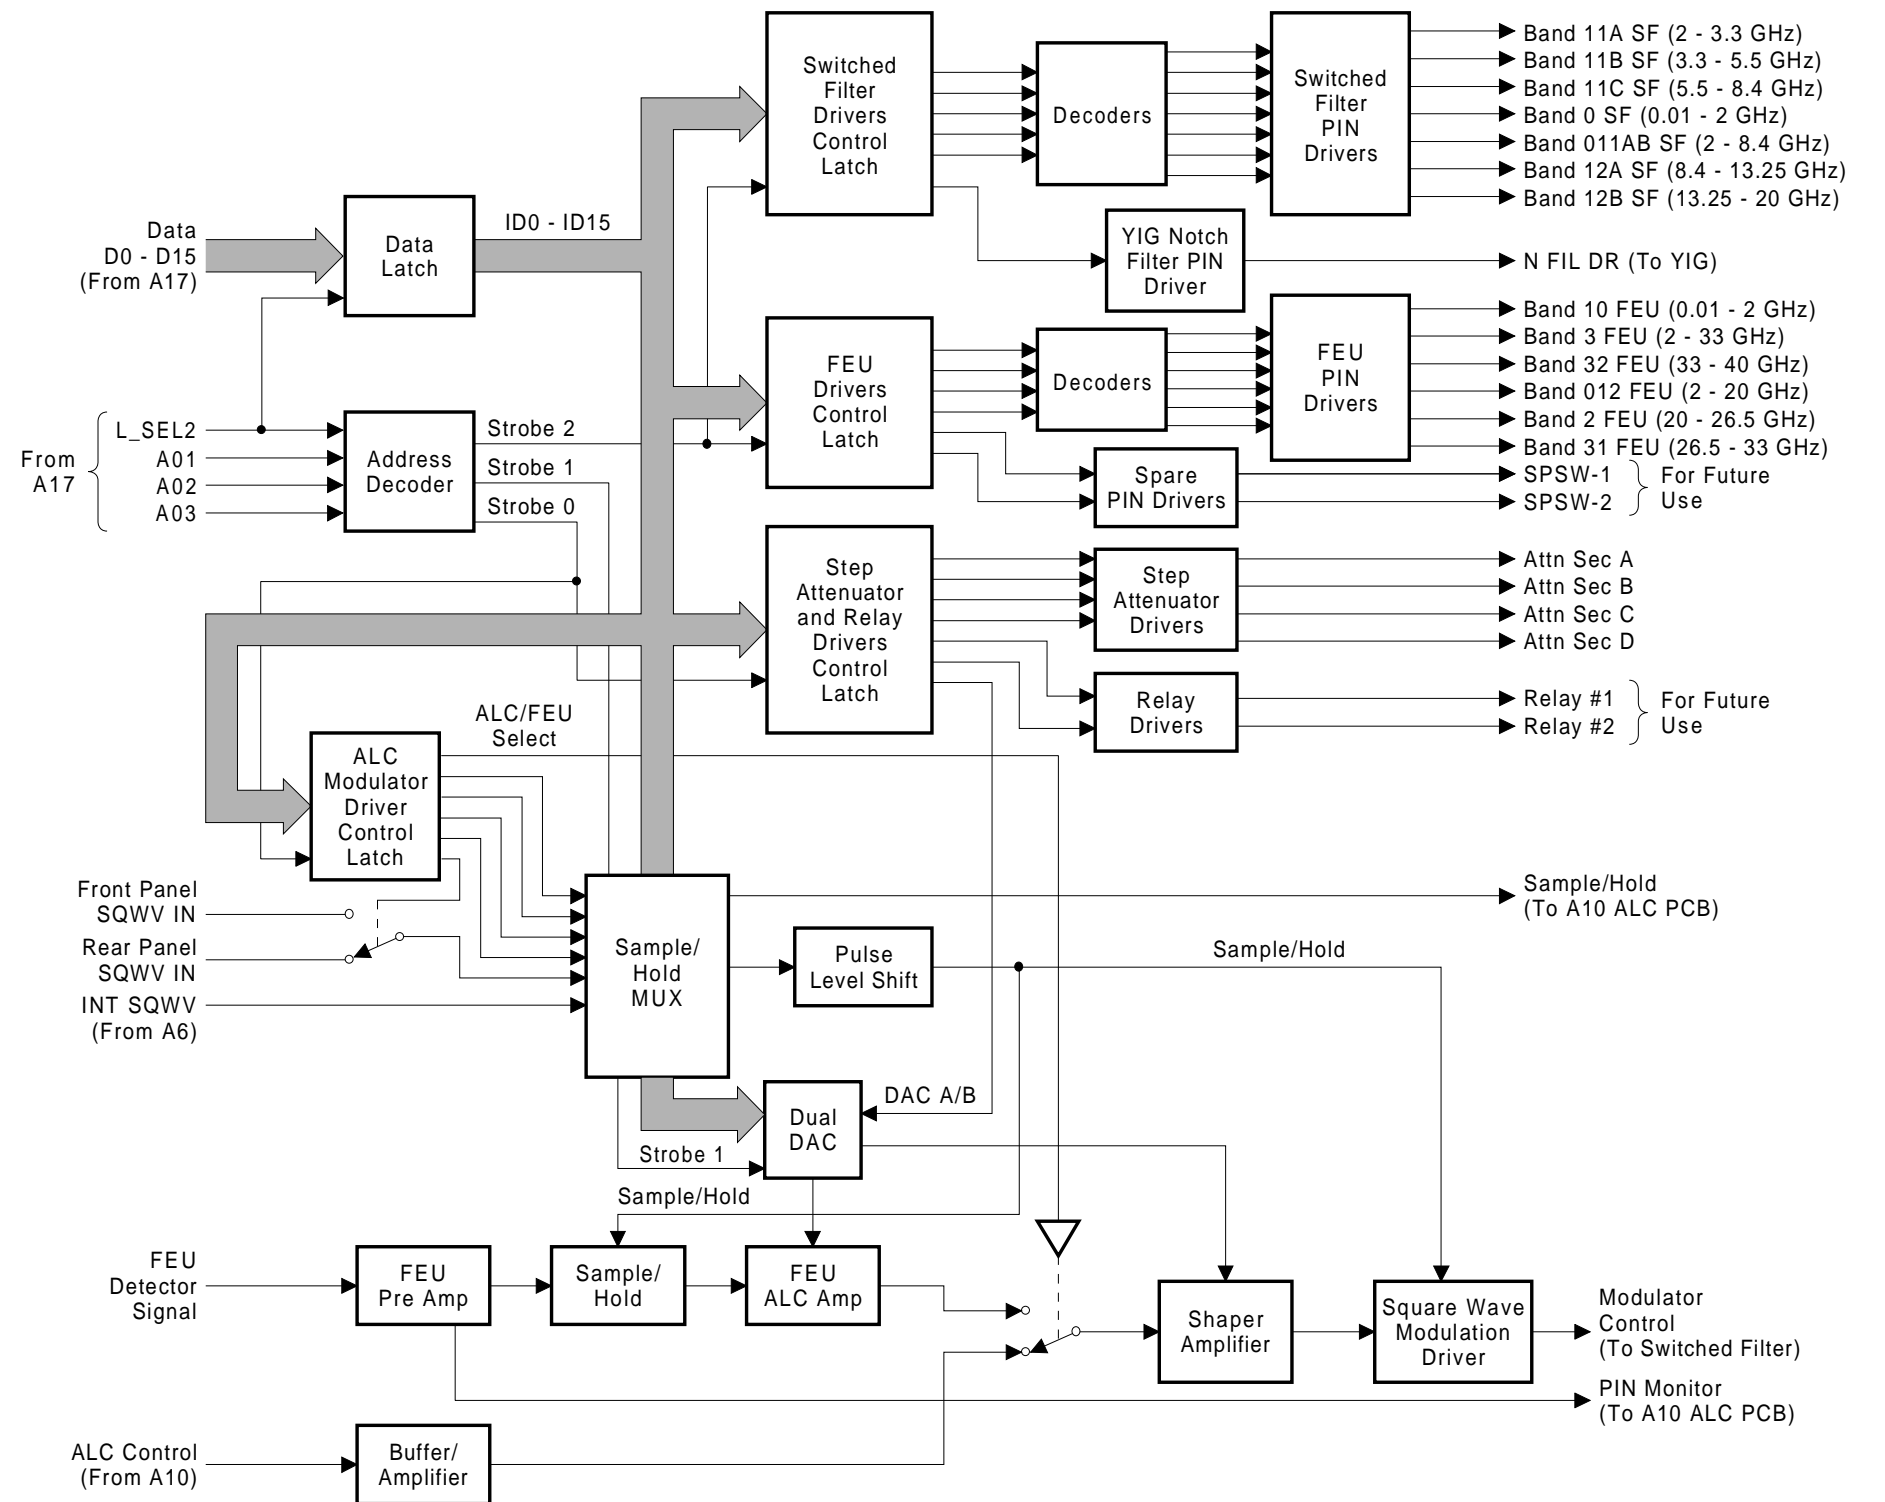 Switched
Filter
Drivers
Control
Latch
Decoders
Switched
Filter
PIN
Drivers
Band 11A SF (2 - 3.3 GHz)
Band 11B SF (3.3 - 5.5 GHz)
Band 11C SF (5.5 - 8.4 GHz)
Band 0 SF (0.01 - 2 GHz)
Band 011AB SF (2 - 8.4 GHz)
Band 12A SF (8.4 - 13.25 GHz)
Band 12B SF (13.25 - 20 GHz)
Data
D0 - D15
(From A17)
Data
Latch
ID0 - ID15
YIG Notch
Filter PIN
Driver
N FIL DR (To YIG)
FEU
Drivers
Control
Latch
Decoders
FEU
PIN
Drivers
Band 10 FEU (0.01 - 2 GHz)
Band 3 FEU (2 - 33 GHz)
Band 32 FEU (33 - 40 GHz)
Band 012 FEU (2 - 20 GHz)
Band 2 FEU (20 - 26.5 GHz)
Band 31 FEU (26.5 - 33 GHz)
From
A17
L_SEL2
A01
A02
A03
Address
Decoder
Strobe 2
Strobe 1
Strobe 0
Spare
PIN Drivers
SPSW-1
SPSW-2
For Future
Use
Step
Attenuator
and Relay
Drivers
Control
Latch
Step
Attenuator
Drivers
Attn Sec A
Attn Sec B
Attn Sec C
Attn Sec D
Relay
Drivers
Relay #1
Relay #2
For Future
Use
ALC/FEU
Select
ALC
Modulator
Driver
Control
Latch
Front Panel
SQWV IN
Rear Panel
SQWV IN
INT SQWV
(From A6)
Sample/
Hold
MUX
Sample/Hold
(To A10 ALC PCB)
Pulse
Level Shift
Sample/Hold
Dual
DAC
DAC A/B
Strobe 1
Sample/Hold
FEU
Detector
Signal
FEU
Pre Amp
Sample/
Hold
FEU
ALC Amp
Shaper
Amplifier
Square Wave
Modulation
Driver
Modulator
Control
(To Switched Filter)
PIN Monitor
(To A10 ALC PCB)
ALC Control
(From A10)
Buffer/
Amplifier